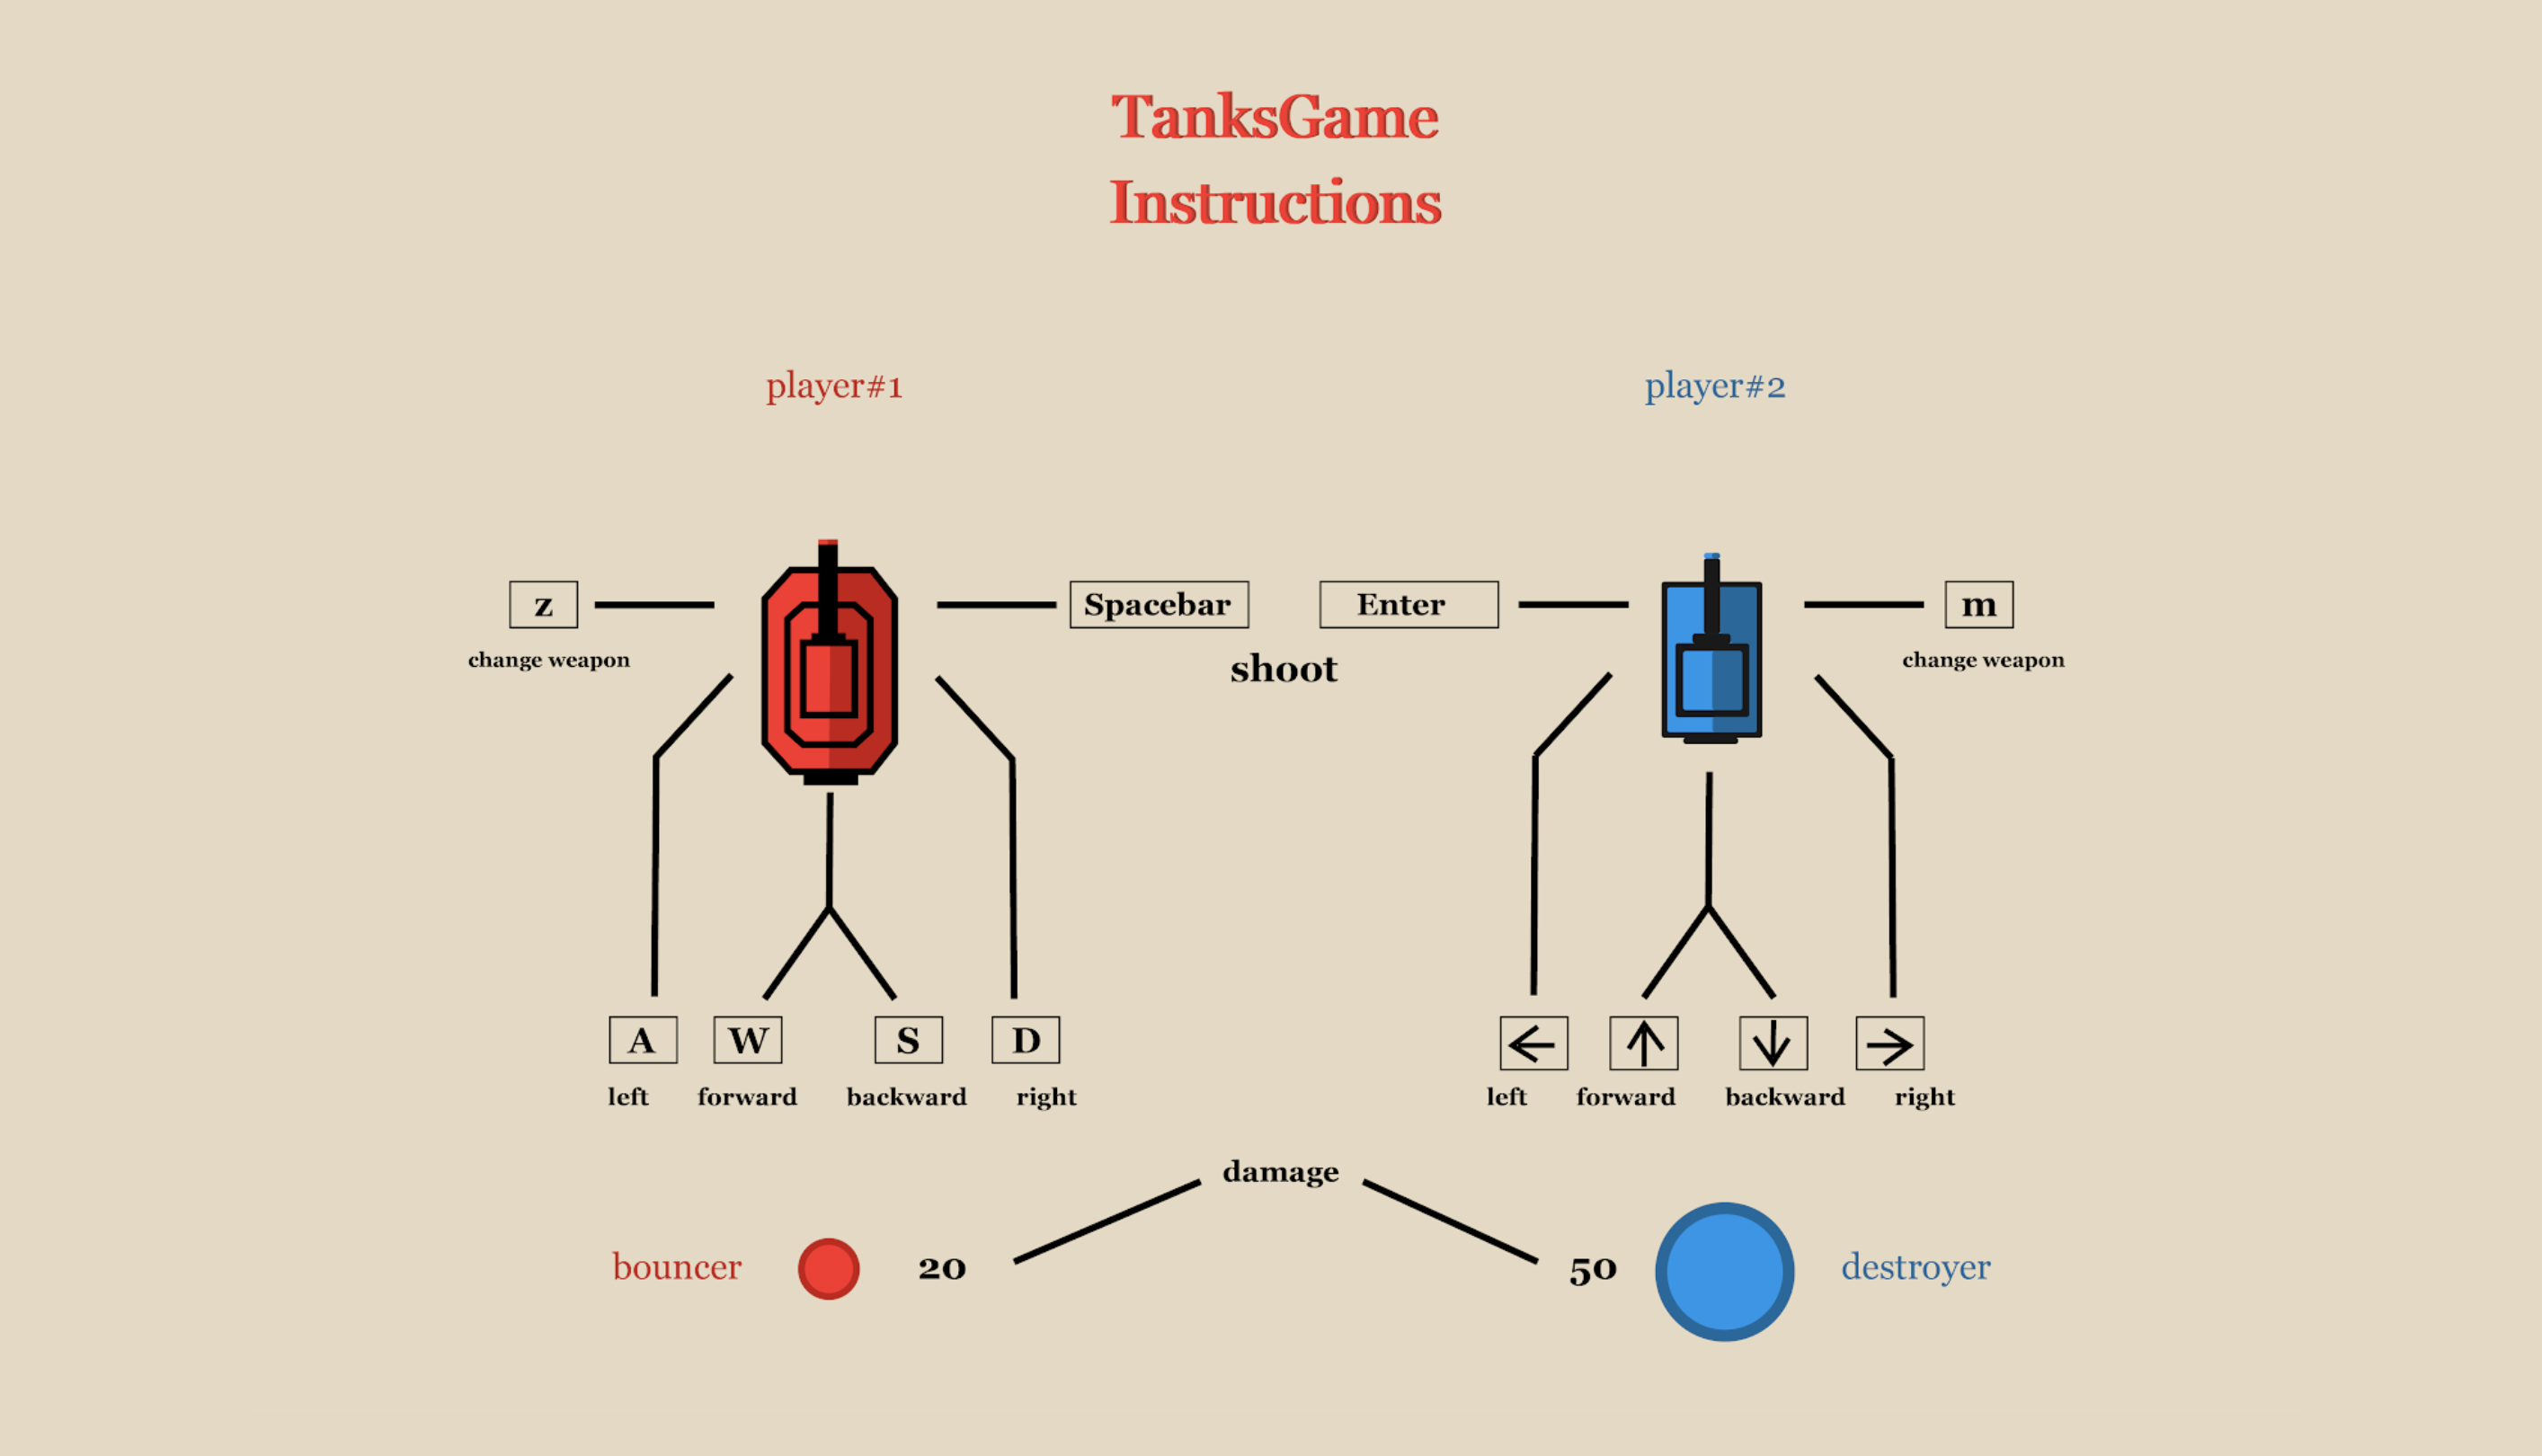 TanksGame
Instructions
player#1
player#2
z
Spacebar
Enter
m
change weapon
shoot
change weapon
A
W
S
D
←
↑
↓
→
left
forward
backward
right
left
forward
backward
right
damage
bouncer
20
50
destroyer